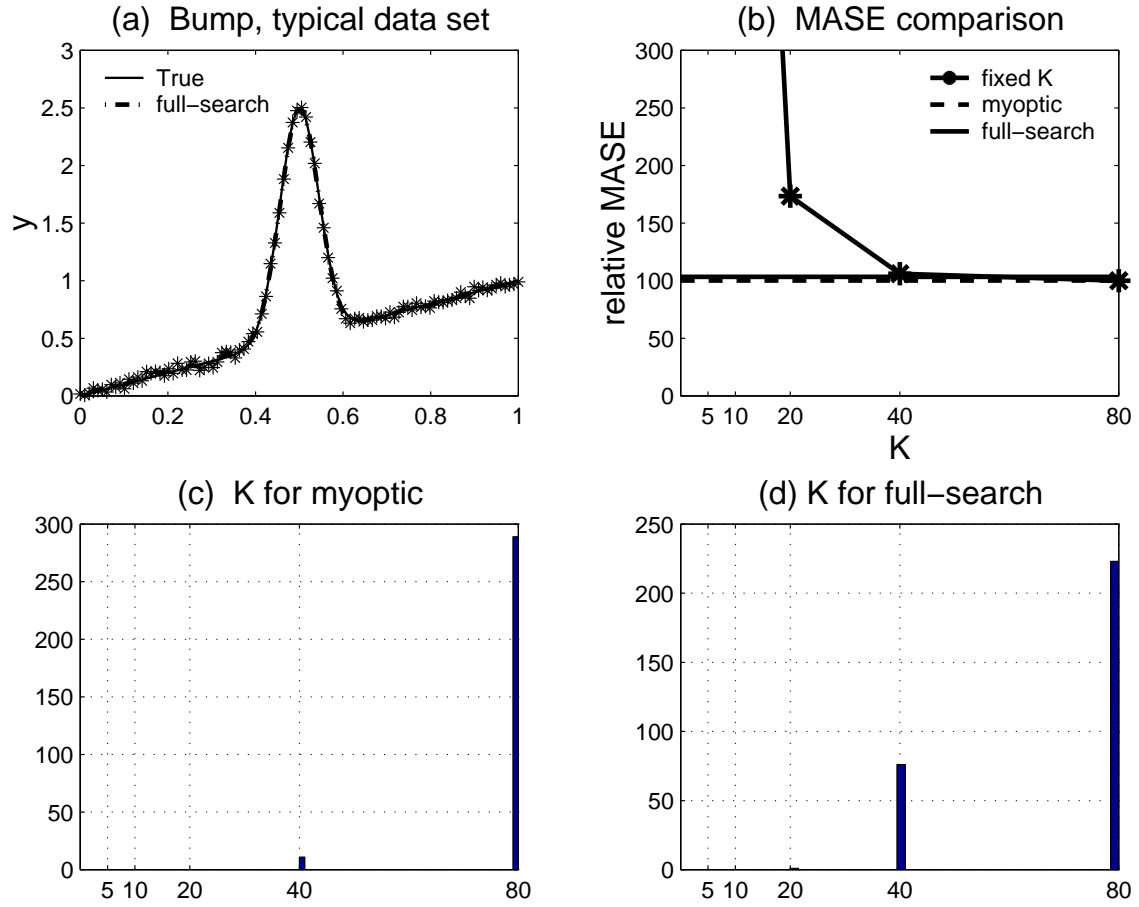 (a) Bump, typical data set
3
2.5
2
1.5
1
0.5
0
y
True
full−search
0 0.2 0.4 0.6 0.8 1
(b) MASE comparison
300
250
200
150
100
50
0
relative MASE
fixed K
myoptic
full−search
5 10 20 40 80
K
(c) K for myoptic
300
250
200
150
100
50
0
5 10 20 40 80
(d) K for full−search
250
200
150
100
50
0
5 10 20 40 80